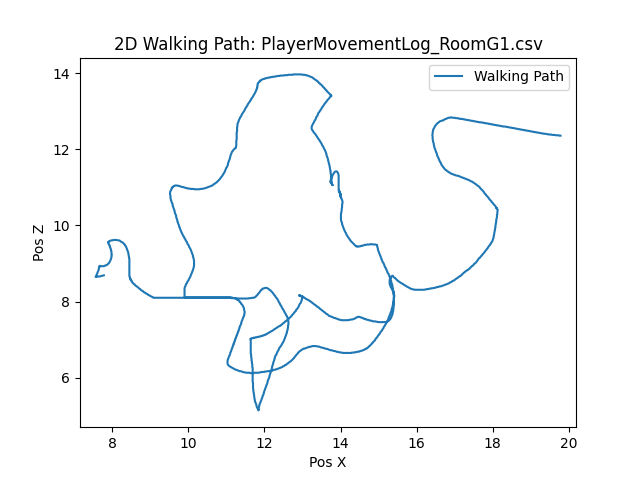 2D Walking Path: PlayerMovementLog_RoomG1.csv
Walking Path
Pos Z
14
12
10
8
6
8 10 12 14 16 18 20
Pos X